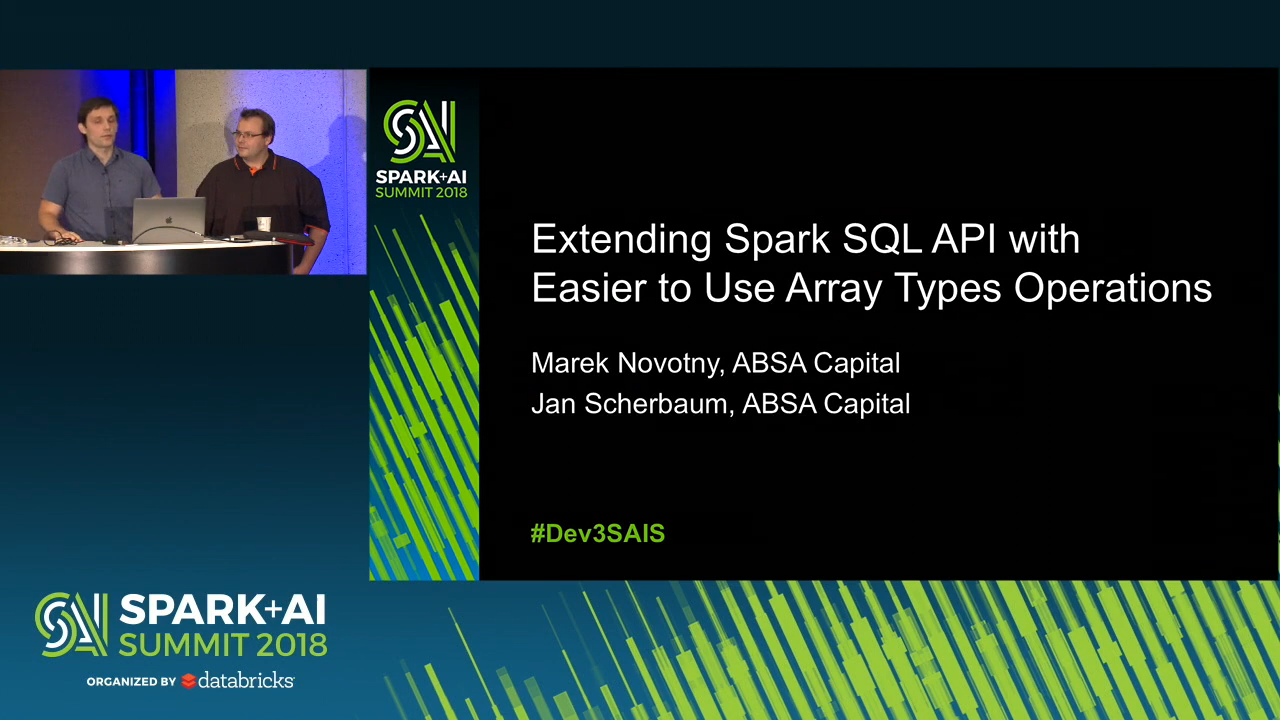 SPARK+AI
SUMMIT 2018
Extending Spark SQL API with
Easier to Use Array Types Operations
Marek Novotny, ABSA Capital
Jan Scherbaum, ABSA Capital
#Dev3SAIS
SPARK+AI
SUMMIT 2018
ORGANIZED BY databricks